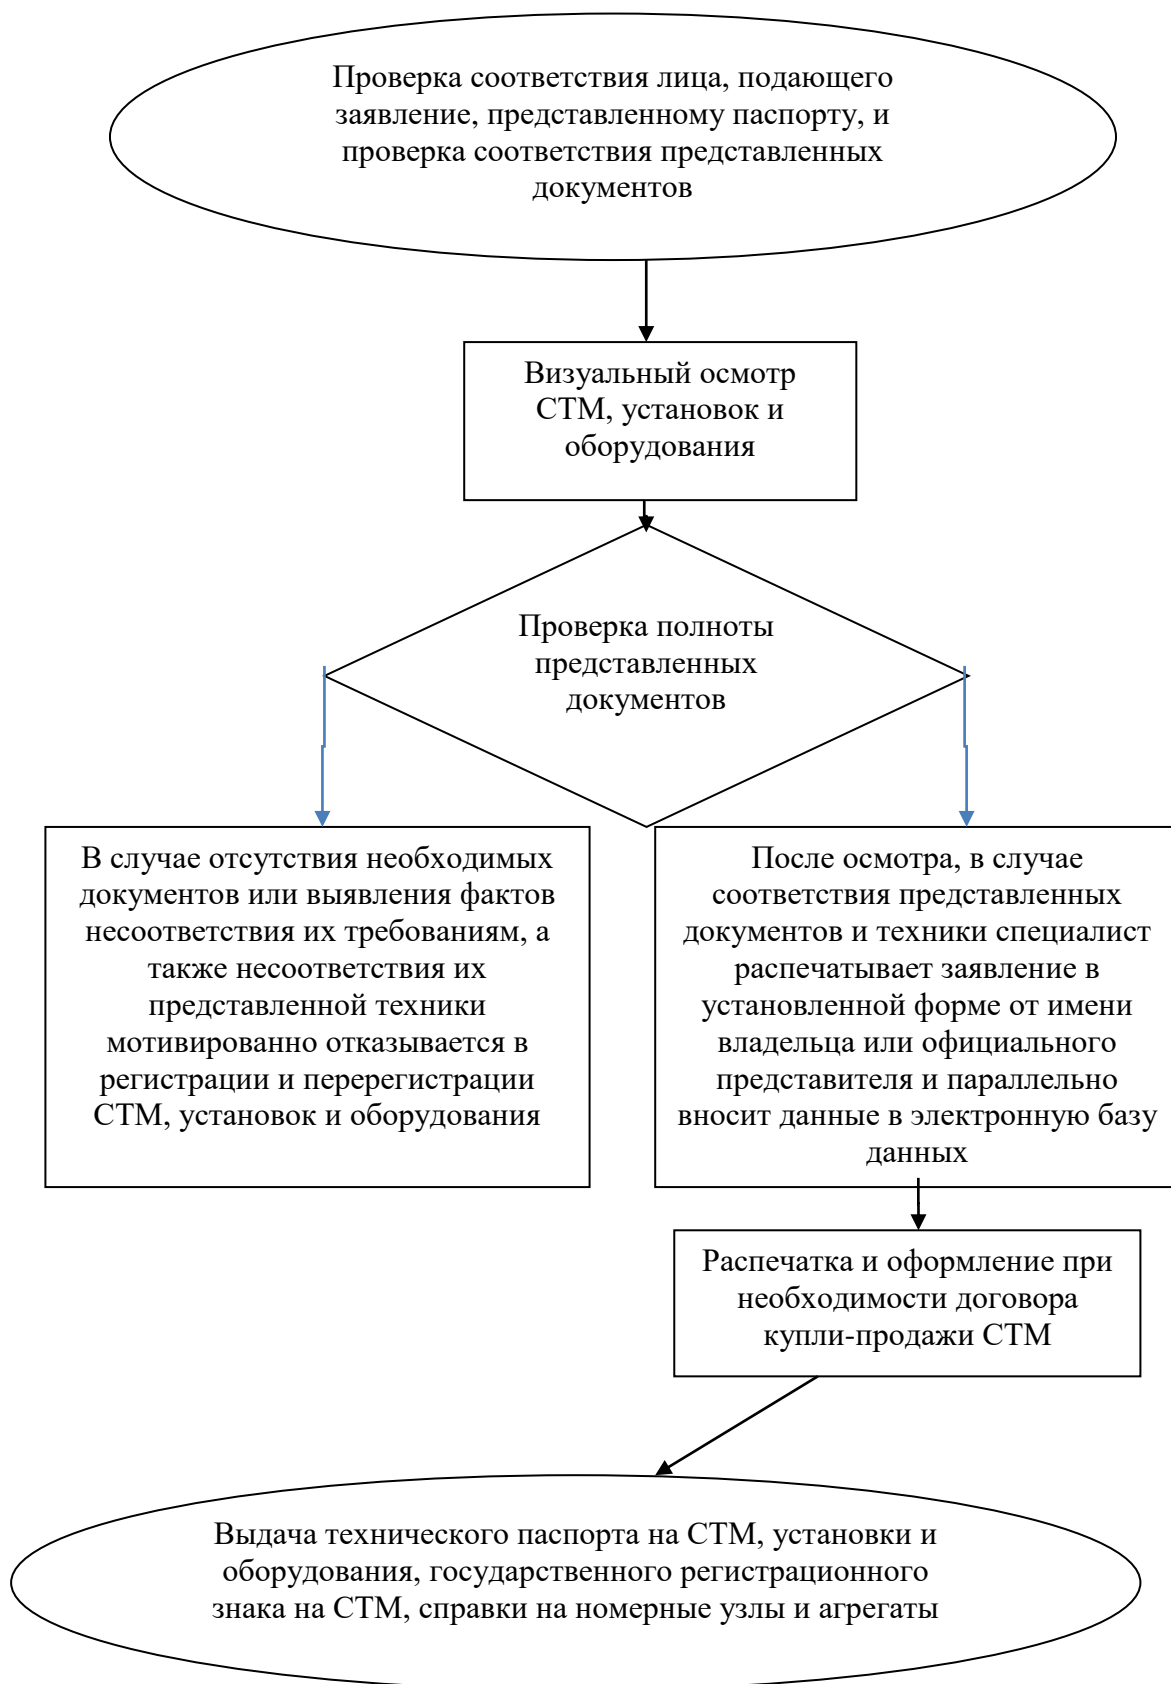 Проверка соответствия лица, подающего
заявление, представленному паспорту, и
проверка соответствия представленных
документов
Визуальный осмотр
СТМ, установок и
оборудования
Проверка полноты
представленных
документов
В случае отсутствия необходимых
документов или выявления фактов
несоответствия их требованиям, а
также несоответствия их
представленной техники
мотивированно отказывается в
регистрации и перерегистрации
СТМ, установок и оборудования
После осмотра, в случае
соответствия представленных
документов и техники специалист
распечатывает заявление в
установленной форме от имени
владельца или официального
представителя и параллельно
вносит данные в электронную базу
данных
Распечатка и оформление при
необходимости договора
купли-продажи СТМ
Выдача технического паспорта на СТМ, установки и
оборудования, государственного регистрационного
знака на СТМ, справки на номерные узлы и агрегаты